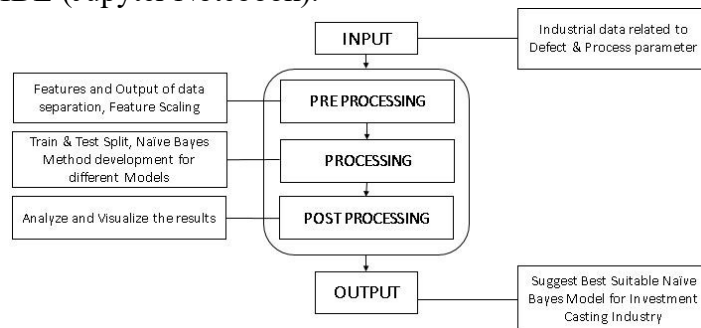 IDE (Jupyter Notebook).
INPUT
Industrial data related to
Defect & Process parameter
Features and Output of data
separation, Feature Scaling
PRE PROCESSING
Train & Test Split, Naïve Bayes
Method development for
different Models
PROCESSING
Analyze and Visualize the results
POST PROCESSING
OUTPUT
Suggest Best Suitable Naïve
Bayes Model for Investment
Casting Industry